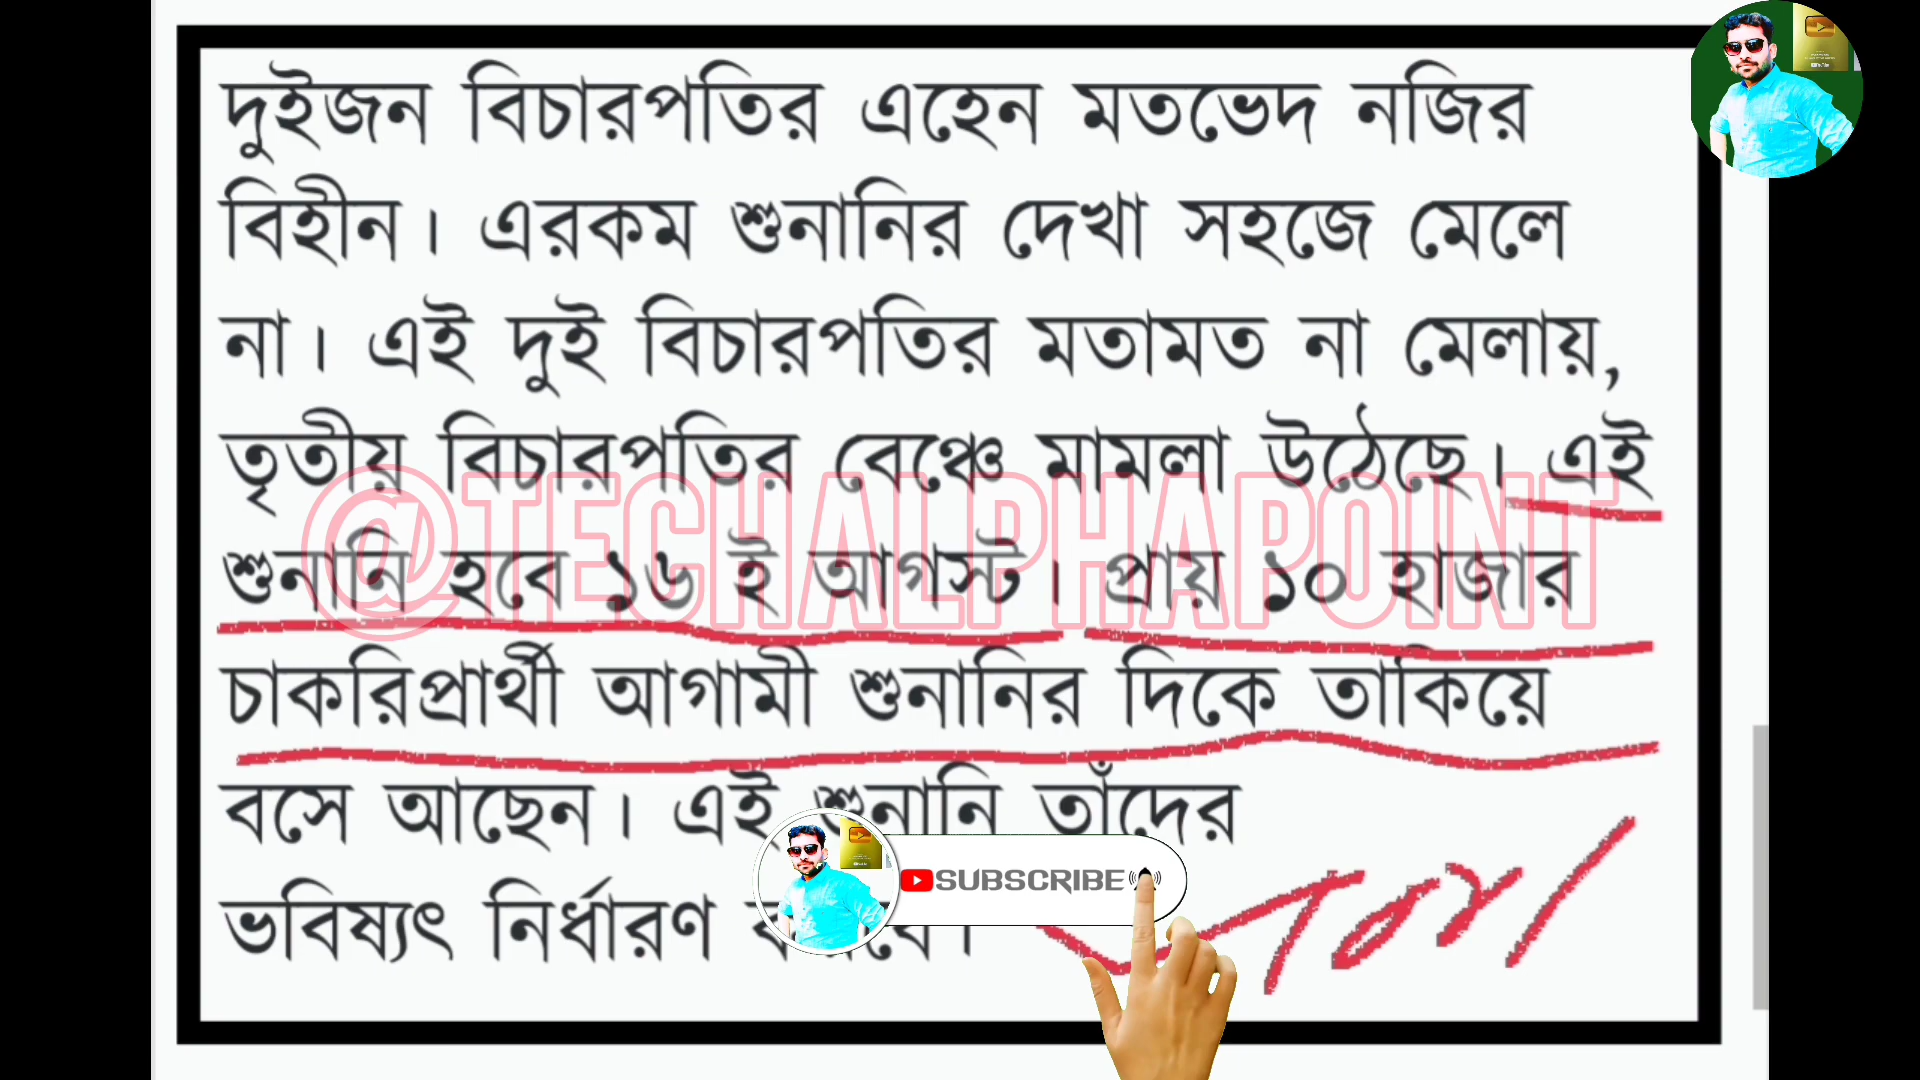 দুইজন বিচারপতির এহেন মতভেদ নজির
বিহীন। এরকম শুনানির দেখা সহজে মেলে
না। এই দুই বিচারপতির মতামত না মেলায়,
তৃতীয় বিচারপতির বেঞ্চে মামলা উঠেছে। এই
@TECHALPHAPOINT
শুনানি হবে ১৬ ই আগস্ট। প্রায় ১০ হাজার
চাকরিপ্রার্থী আগামী শুনানির দিকে তাকিয়ে
বসে আছেন। এই শুনানি তাঁদের
SUBSCRIBE
ভবিষ্যৎ নির্ধারণ